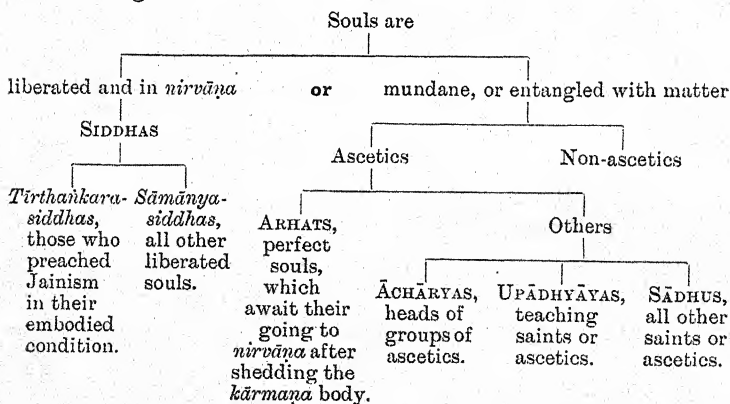 Souls are
liberated and in nirvāṇa or mundane, or entangled with matter
SIDDHAS
Ascetics Non-ascetics
Tīrthaṅkara-
siddhas,
those who
preached
Jainism
in their
embodied
condition.
Sāmānya-
siddhas,
all other
liberated
souls.
ARHATS,
perfect
souls,
which
await their
going to
nirvāṇa after
shedding the
kārmaṇa body.
Others
ĀCHĀRYAS,
heads of
groups of
ascetics.
UPĀDHYĀYAS,
teaching
saints or
ascetics.
SĀDHUS,
all other
saints or
ascetics.